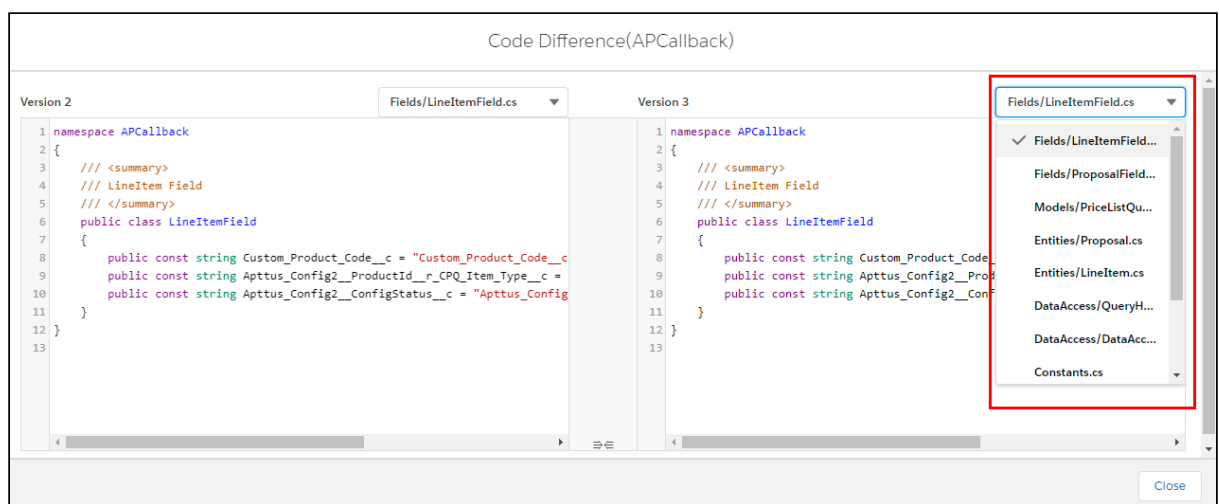 Code Difference(APCallback)
Version 2
Fields/LineItemField.cs
1 namespace APCallback
2 {
3 /// <summary>
4 /// LineItem Field
5 /// </summary>
6 public class LineItemField
7 {
8 public const string Custom_Product_Code__c = "Custom_Product_Code__c
9 public const string Apttus_Config2__ProductId__r_CPQ_Item_Type__c =
10 public const string Apttus_Config2__ConfigStatus__c = "Apttus_Config
11 }
12 }
13
Version 3
Fields/LineItemField.cs
1 namespace APCallback
2 {
3 /// <summary>
4 /// LineItem Field
5 /// </summary>
6 public class LineItemField
7 {
8 public const string Custom_Product_Code_
9 public const string Apttus_Config2__Prod
10 public const string Apttus_Config2__Conf
11 }
12 }
13
Fields/LineItemField...
Fields/ProposalField...
Models/PriceListQu...
Entities/Proposal.cs
Entities/LineItem.cs
DataAccess/QueryH...
DataAccess/DataAcc...
Constants.cs
Close